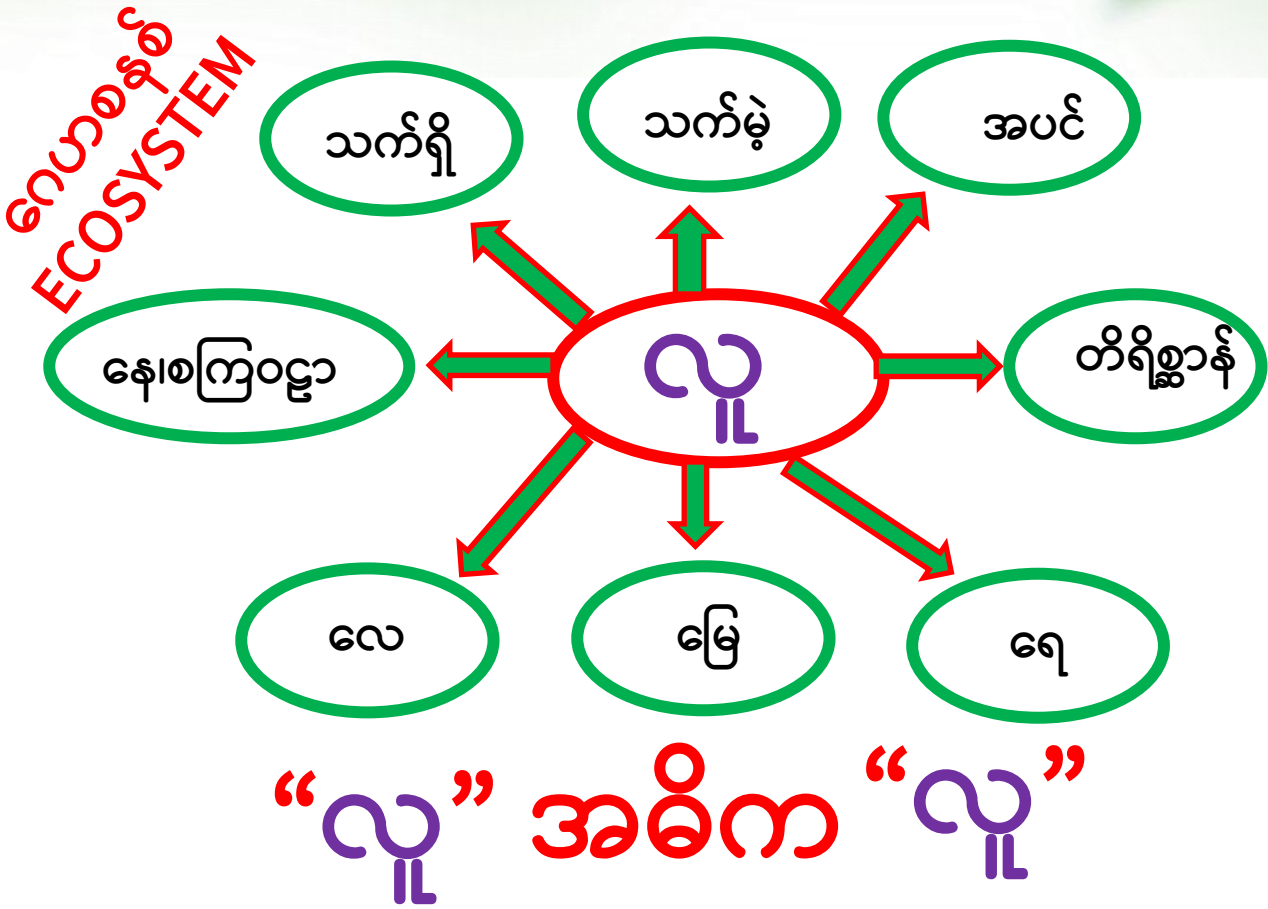 ဂေဟာစနစ်
ECOSYSTEM
သက်ရှိ
သက်မဲ့
အပင်
နေ၊စကြဝဠာ
လူ
တိရိစ္ဆာန်
လေ
မြေ
ရေ
“လူ” အဓိက “လူ”